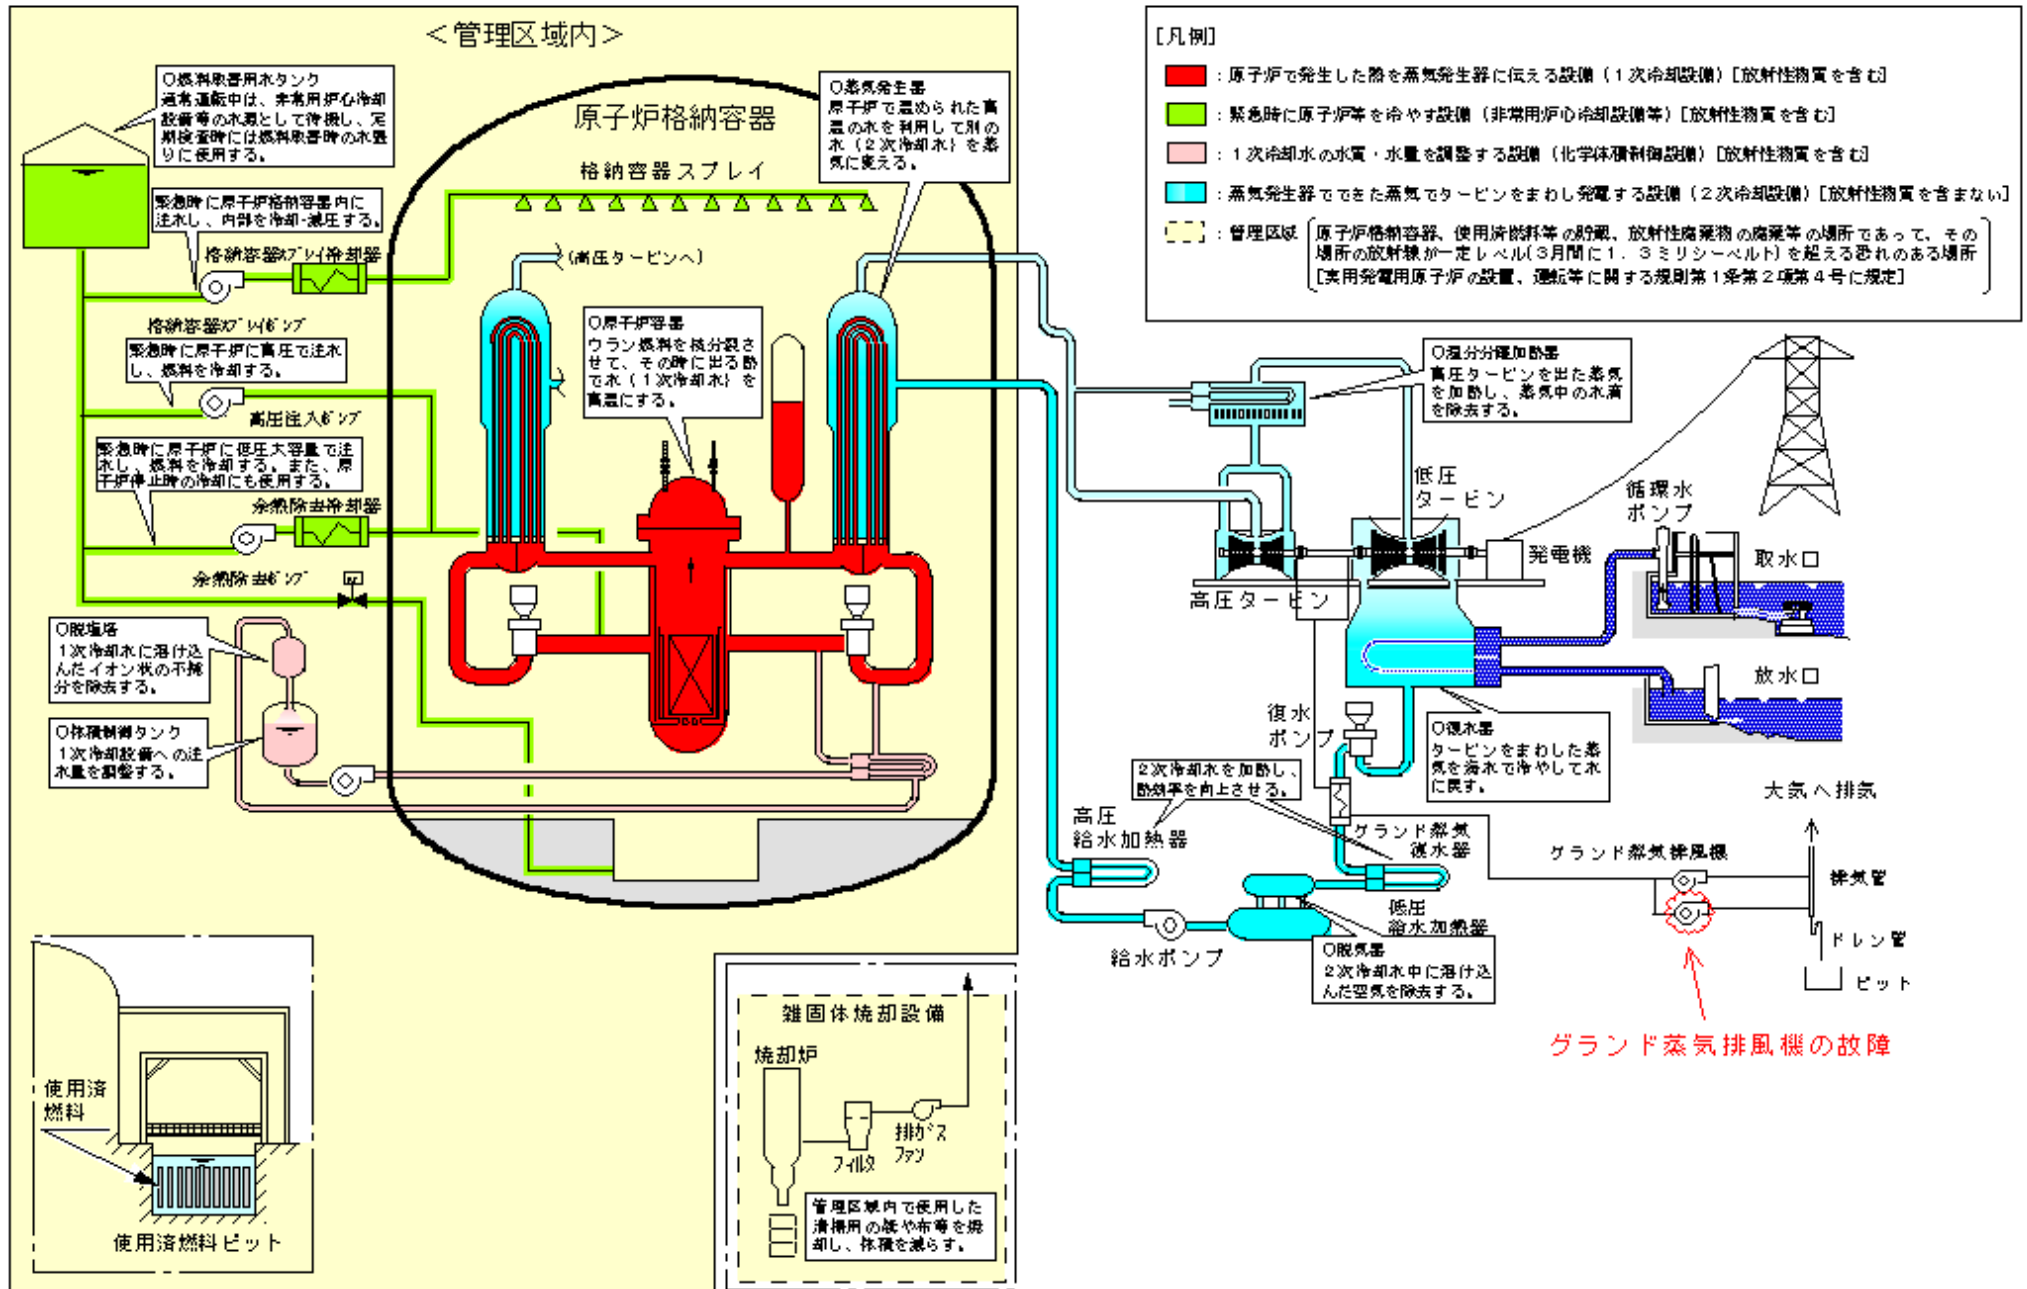 ＜管理区域内＞
○燃料取替用水タンク
通常運転中は、非常用炉心冷却
設備等の水源として待機し、定
期検査時には燃料取替時の水張
りに使用する。
緊急時に原子炉格納容器内に
注水し、内部を冷却･減圧する。
格納容器ｽﾌﾟﾚｲ冷却器
格納容器ｽﾌﾟﾚｲﾎﾟﾝﾌﾟ
緊急時に原子炉に高圧で注水
し、燃料を冷却する。
高圧注入ﾎﾟﾝﾌﾟ
緊急時に原子炉に低圧大容量で注
水し、燃料を冷却する。また、原
子炉停止時の冷却にも使用する。
余熱除去冷却器
余熱除去ﾎﾟﾝﾌﾟ
○脱塩塔
１次冷却水に溶け込
んだイオン状の不純
分を除去する。
○体積制御タンク
１次冷却設備への注
水量を調整する。
原子炉格納容器
格納容器スプレイ
(高圧タービンへ)
○蒸気発生器
原子炉で温められた高
温の水を利用して別の
水（２次冷却水）を蒸
気に変える。
○原子炉容器
ウラン燃料を核分裂さ
せて、その時に出る熱
で水（１次冷却水）を
高温にする。
使用済
燃料
使用済燃料ピット
雑固体焼却設備
焼却炉
フィルタ
排ｶﾞｽ
ﾌｧﾝ
管理区域内で使用した
清掃用の紙や布等を焼
却し、体積を減らす。
[凡例]
：原子炉で発生した熱を蒸気発生器に伝える設備（１次冷却設備）[放射性物質を含む]
：緊急時に原子炉等を冷やす設備（非常用炉心冷却設備等）[放射性物質を含む]
：１次冷却水の水質・水量を調整する設備（化学体積制御設備）[放射性物質を含む]
：蒸気発生器でできた蒸気でタービンをまわし発電する設備（２次冷却設備）[放射性物質を含まない]
：管理区域
原子炉格納容器、使用済燃料等の貯蔵、放射性廃棄物の廃棄等の場所であって、その
場所の放射線が一定レベル(３月間に１．３ミリシーベルト)を超える恐れのある場所
[実用発電用原子炉の設置、運転等に関する規則第１条第２項第４号に規定]
○湿分分離加熱器
高圧タービンを出た蒸気
を加熱し、蒸気中の水滴
を除去する。
低圧
タービン
高圧タービン
発電機
循環水
ポンプ
取水口
放水口
復水
ポンプ
○復水器
タービンをまわした蒸
気を海水で冷やして水
に戻す。
２次冷却水を加熱し、
熱効率を向上させる。
高圧
給水加熱器
グランド蒸気
復水器
低圧
給水加熱器
給水ポンプ
○脱気器
２次冷却水中に溶け込
んだ空気を除去する。
大気へ排気
グランド蒸気排風機
排気管
ドレン管
ピット
グランド蒸気排風機の故障